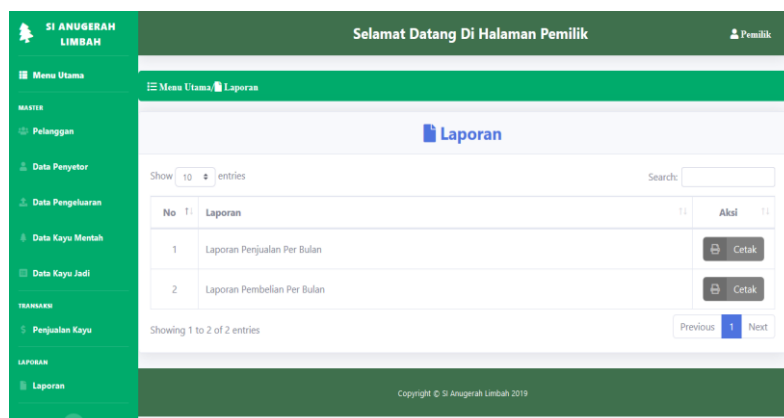 SI ANUGERAH
LIMBAH
Selamat Datang Di Halaman Pemilik
Pemilik
Menu Utama
MASTER
Pelanggan
Data Penyetor
Data Pengeluaran
Data Kayu Mentah
Data Kayu Jadi
TRANSAKSI
Penjualan Kayu
LAPORAN
Laporan
Menu Utama/ Laporan
Laporan
Show 10 entries
Search:
No Laporan Aksi
1 Laporan Penjualan Per Bulan Cetak
2 Laporan Pembelian Per Bulan Cetak
Showing 1 to 2 of 2 entries
Previous 1 Next
Copyright © SI Anugerah Limbah 2019